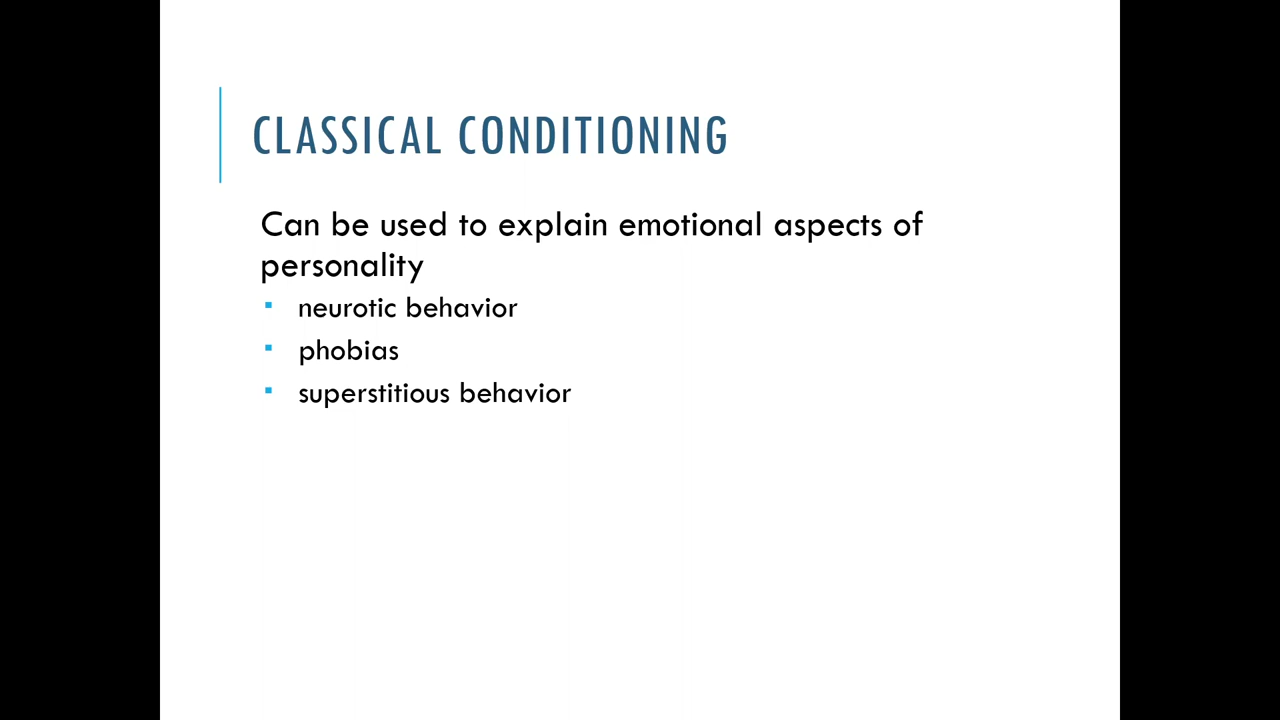 CLASSICAL CONDITIONING
Can be used to explain emotional aspects of
personality
▪ neurotic behavior
▪ phobias
▪ superstitious behavior